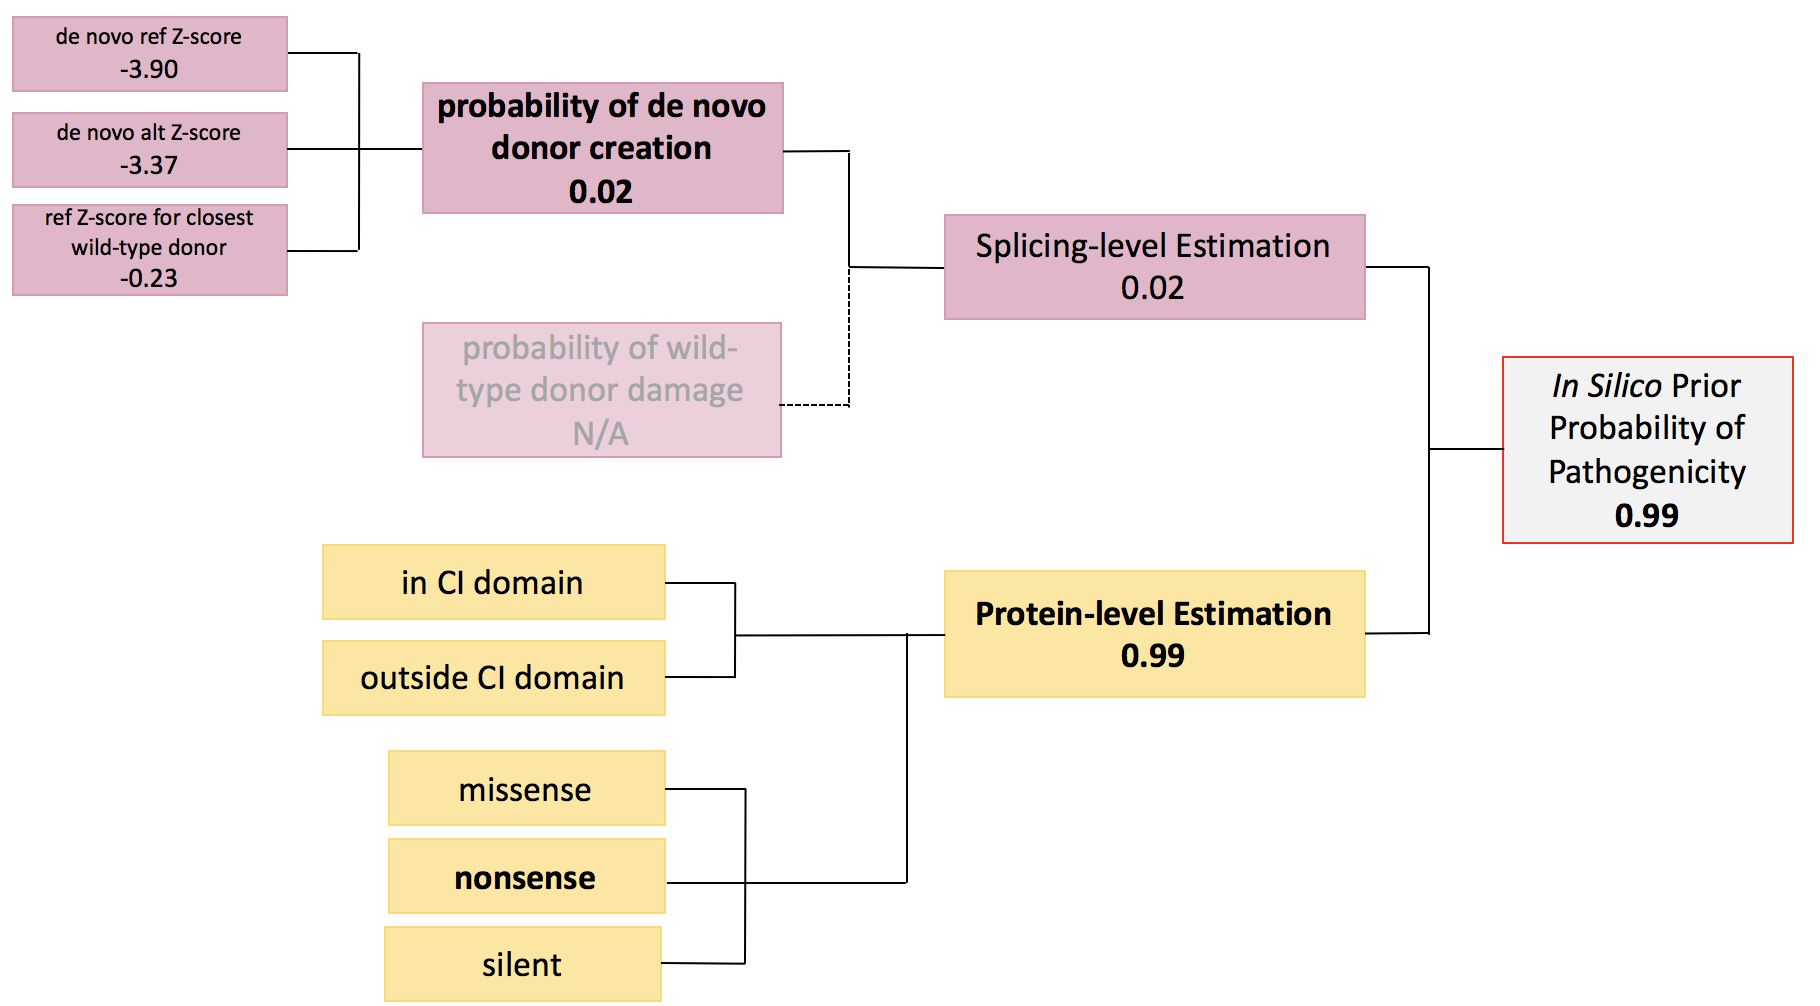 de novo ref Z-score
-3.90
de novo alt Z-score
-3.37
ref Z-score for closest
wild-type donor
-0.23
probability of de novo
donor creation
0.02
probability of wild-
type donor damage
N/A
Splicing-level Estimation
0.02
In Silico Prior
Probability of
Pathogenicity
0.99
in CI domain
outside CI domain
Protein-level Estimation
0.99
missense
nonsense
silent